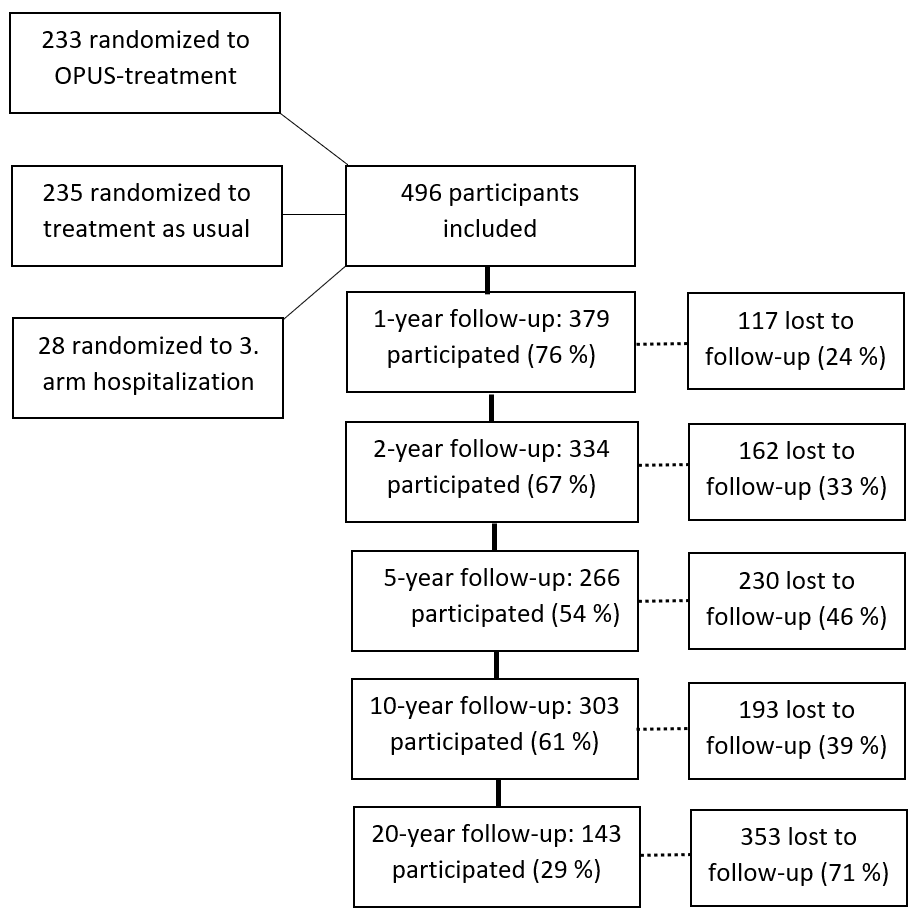 233 randomized to
OPUS-treatment
235 randomized to
treatment as usual
28 randomized to 3.
arm hospitalization
496 participants
included
1-year follow-up: 379
participated (76 %)
117 lost to
follow-up (24 %)
2-year follow-up: 334
participated (67 %)
162 lost to
follow-up (33 %)
5-year follow-up: 266
participated (54 %)
230 lost to
follow-up (46 %)
10-year follow-up: 303
participated (61 %)
193 lost to
follow-up (39 %)
20-year follow-up: 143
participated (29 %)
353 lost to
follow-up (71 %)